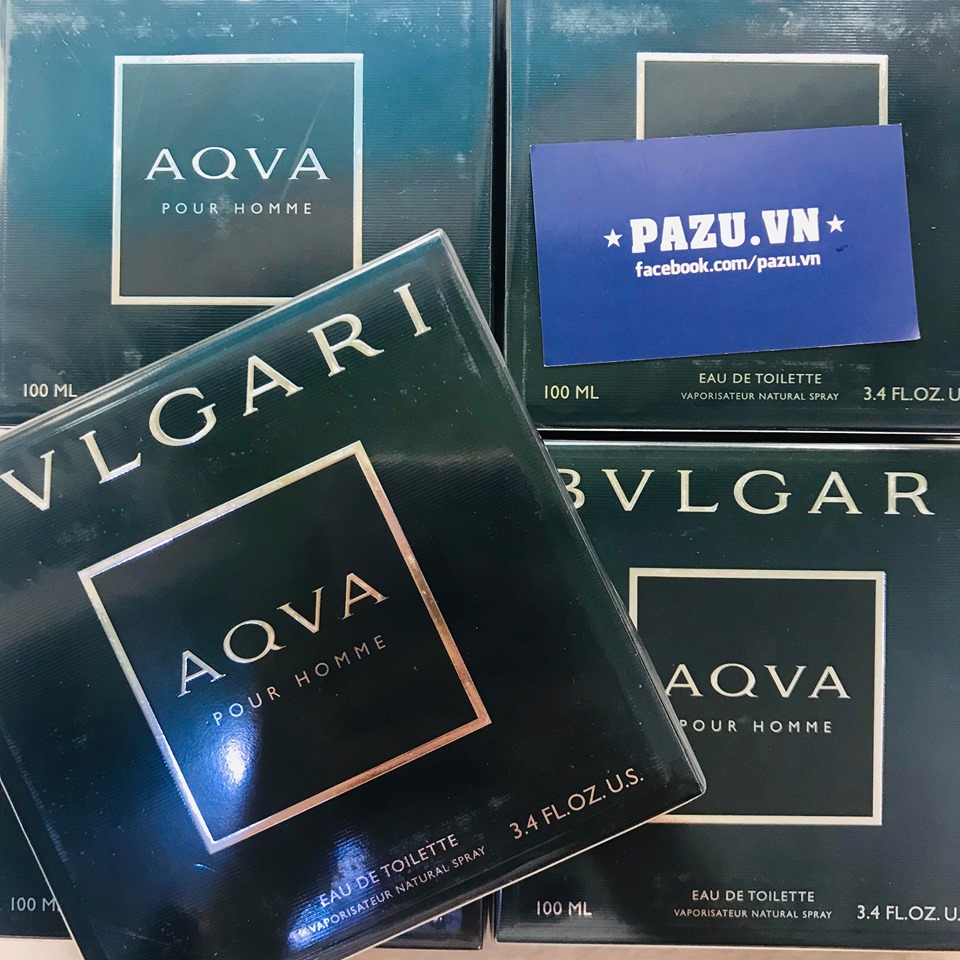 AQVA
POUR HOMME
100 ML
★PAZU.VN★
facebook.com/pazu.vn
100 ML
EAU DE TOILETTE
VAPORISATEUR NATURAL SPRAY
3.4 FL.OZ. U
VLGARI
AQVA
POUR HOMME
EAU DE TOILETTE
VAPORISATEUR NATURAL SPRAY
3.4 FL.OZ. U.S.
BVLGAR
AQVA
POUR HOMME
100 ML
EAU DE TOILETTE
VAPORISATEUR NATURAL SPRAY
3.4 FL.OZ. U.
100 M